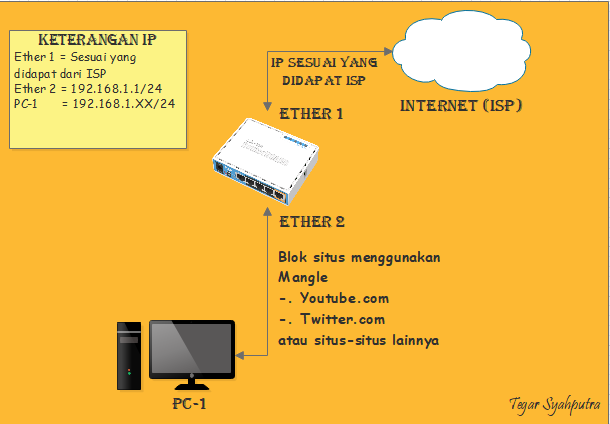 KETERANGAN IP
Ether 1 = Sesuai yang
didapat dari ISP
Ether 2 = 192.168.1.1/24
PC-1 = 192.168.1.XX/24
IP SESUAI YANG
DIDAPAT ISP
INTERNET (ISP)
ETHER 1
ETHER 2
Blok situs menggunakan
Mangle
-. Youtube.com
-. Twitter.com
atau situs-situs lainnya
PC-1
Tegar Syahputra